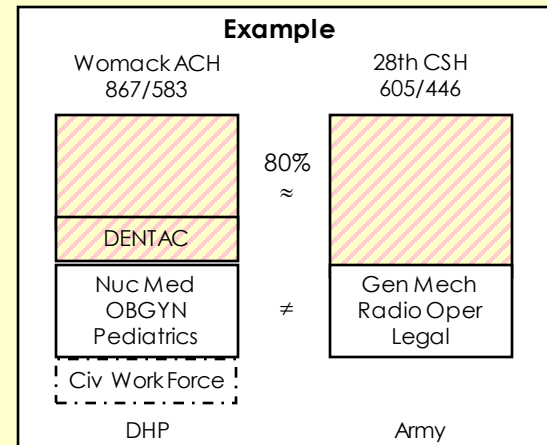 Example
Womack ACH
867/583
28th CSH
605/446
80%
≈
DENTAC
Nuc Med
OBGYN
Pediatrics
≠
Gen Mech
Radio Oper
Legal
Civ Work Force
DHP
Army